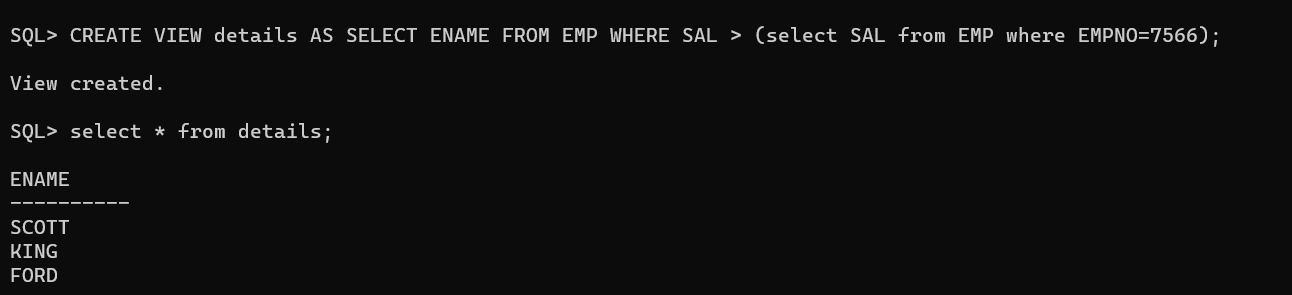 SQL> CREATE VIEW details AS SELECT ENAME FROM EMP WHERE SAL > (select SAL from EMP where EMPNO=7566);
View created.
SQL> select * from details;
ENAME
----------
SCOTT
KING
FORD